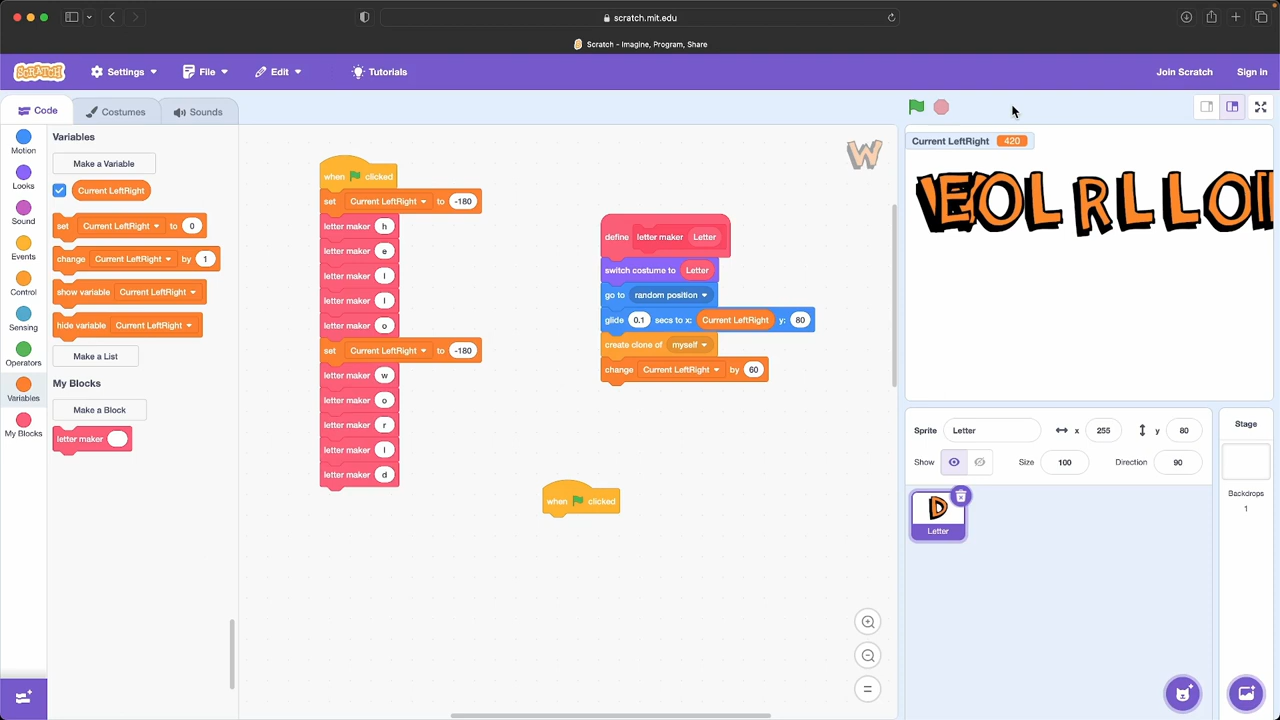 scratch.mit.edu
Scratch - Imagine, Program, Share
SCRATCH Settings File Edit Tutorials Join Scratch Sign in
Code Costumes Sounds
Motion
Looks
Sound
Events
Control
Sensing
Operators
Variables
My Blocks
Variables
Make a Variable
Current LeftRight
set Current LeftRight to 0
change Current LeftRight by 1
show variable Current LeftRight
hide variable Current LeftRight
Make a List
My Blocks
Make a Block
letter maker
when clicked
set Current LeftRight to -180
letter maker h
letter maker e
letter maker l
letter maker l
letter maker o
set Current LeftRight to -180
letter maker w
letter maker o
letter maker r
letter maker l
letter maker d
define letter maker Letter
switch costume to Letter
go to random position
glide 0.1 secs to x: Current LeftRight y: 80
create clone of myself
change Current LeftRight by 60
when clicked
W
Current LeftRight 420
EOL R L L O
Sprite Letter x 255 y 80
Show Size 100 Direction 90
D
Letter
Stage
Backdrops
1